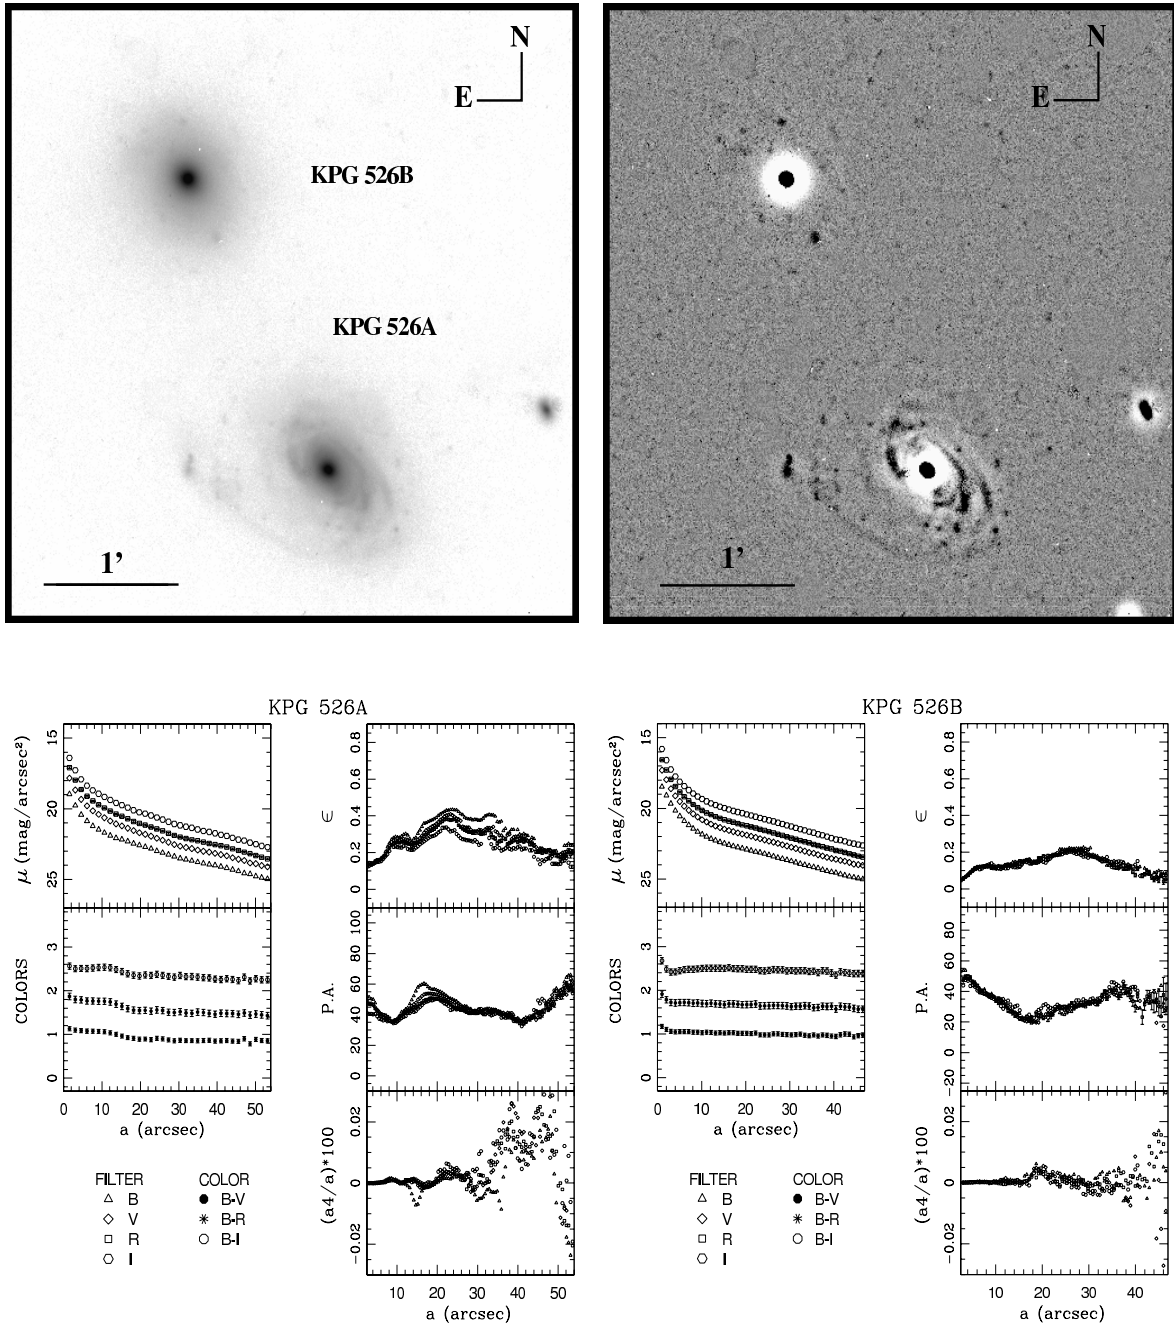 N
E
KPG 526B
KPG 526A
1'
N
E
1'
KPG 526A
15
20
25
μ (mag/arcsec²)
3
2
1
0
COLORS
0 10 20 30 40 50
a (arcsec)
FILTER
△ B
◇ V
□ R
○ I
COLOR
● B-V
✳ B-R
○ B-I
0.8
0.6
0.4
0.2
0
ϵ
100
80
60
40
20
0
P.A.
0.02
0
−0.02
(a4/a)*100
10 20 30 40 50
a (arcsec)
KPG 526B
15
20
25
μ (mag/arcsec²)
3
2
1
0
COLORS
0 10 20 30 40
a (arcsec)
FILTER
△ B
◇ V
□ R
○ I
COLOR
● B-V
✳ B-R
○ B-I
0.8
0.6
0.4
0.2
0
ϵ
80
60
40
20
0
−20
P.A.
0.02
0
−0.02
(a4/a)*100
10 20 30 40
a (arcsec)